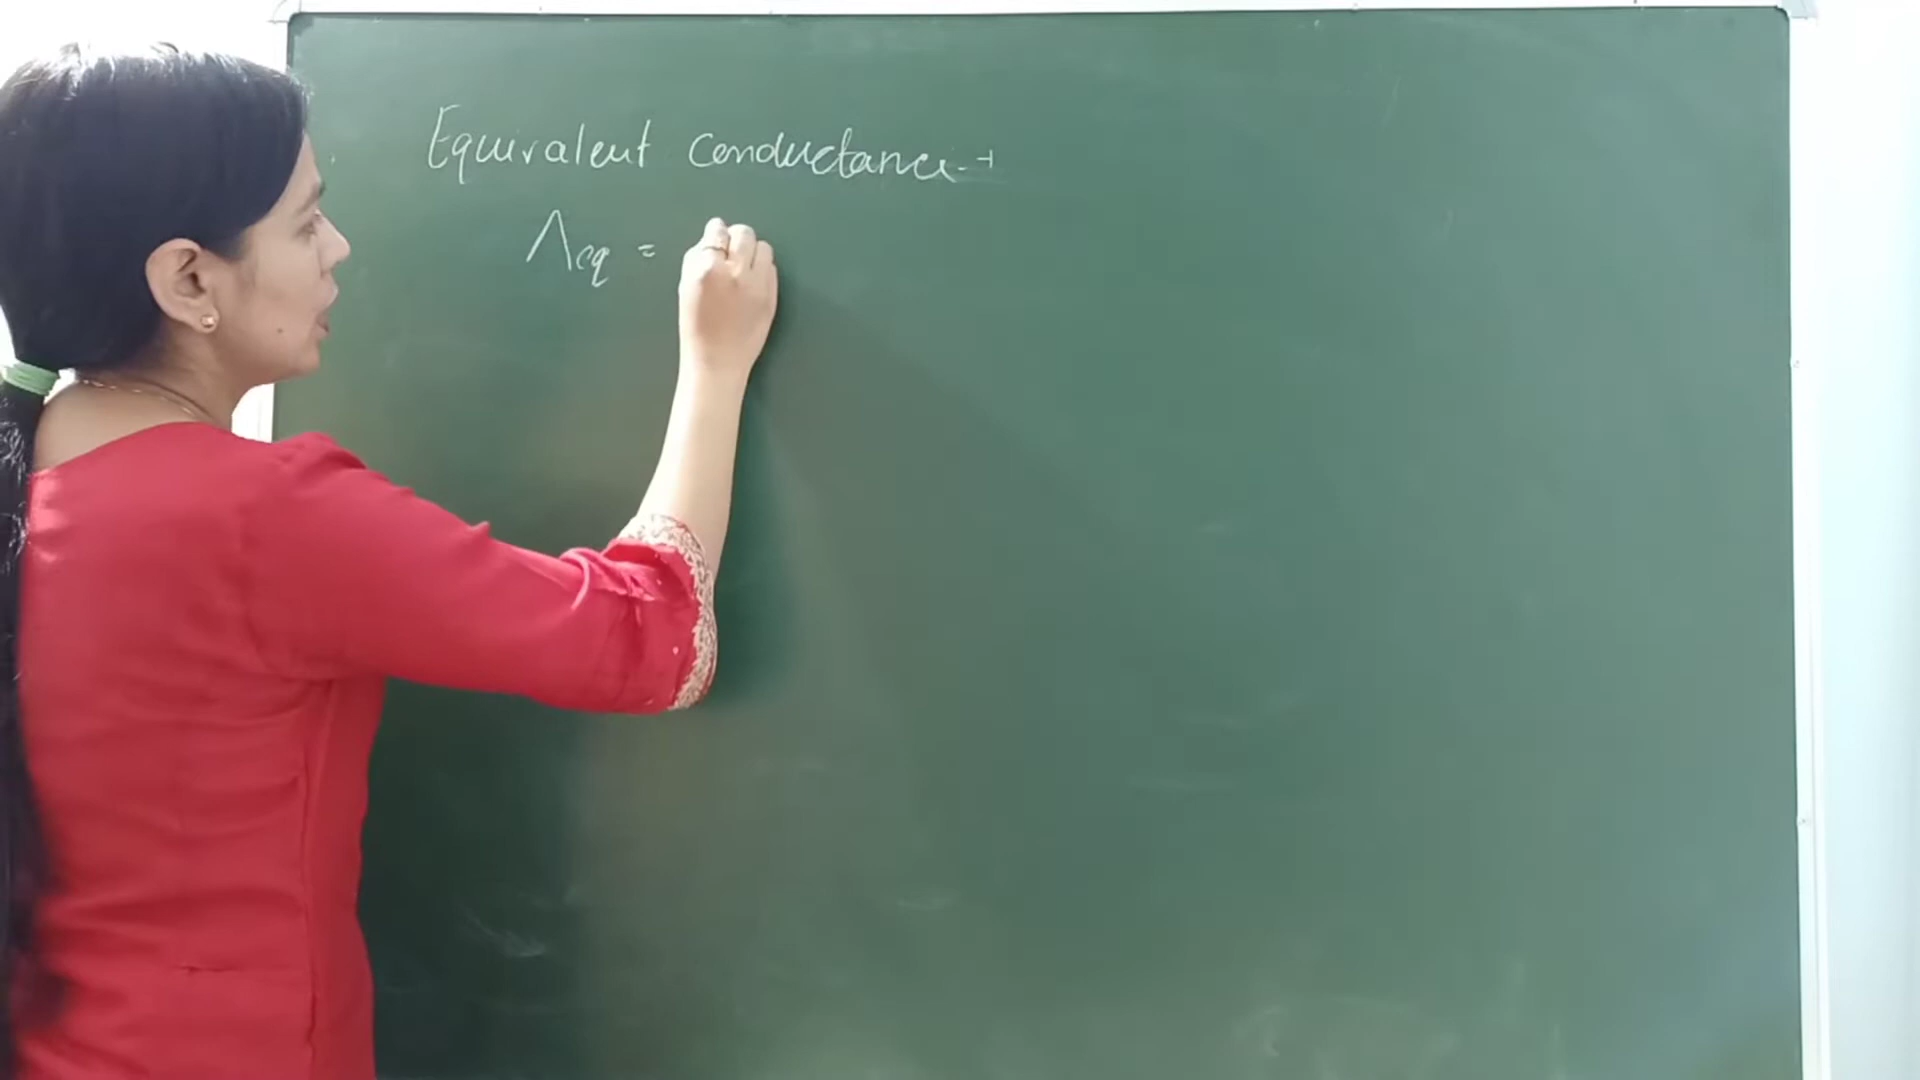 Equivalent conductance →
Λeq =